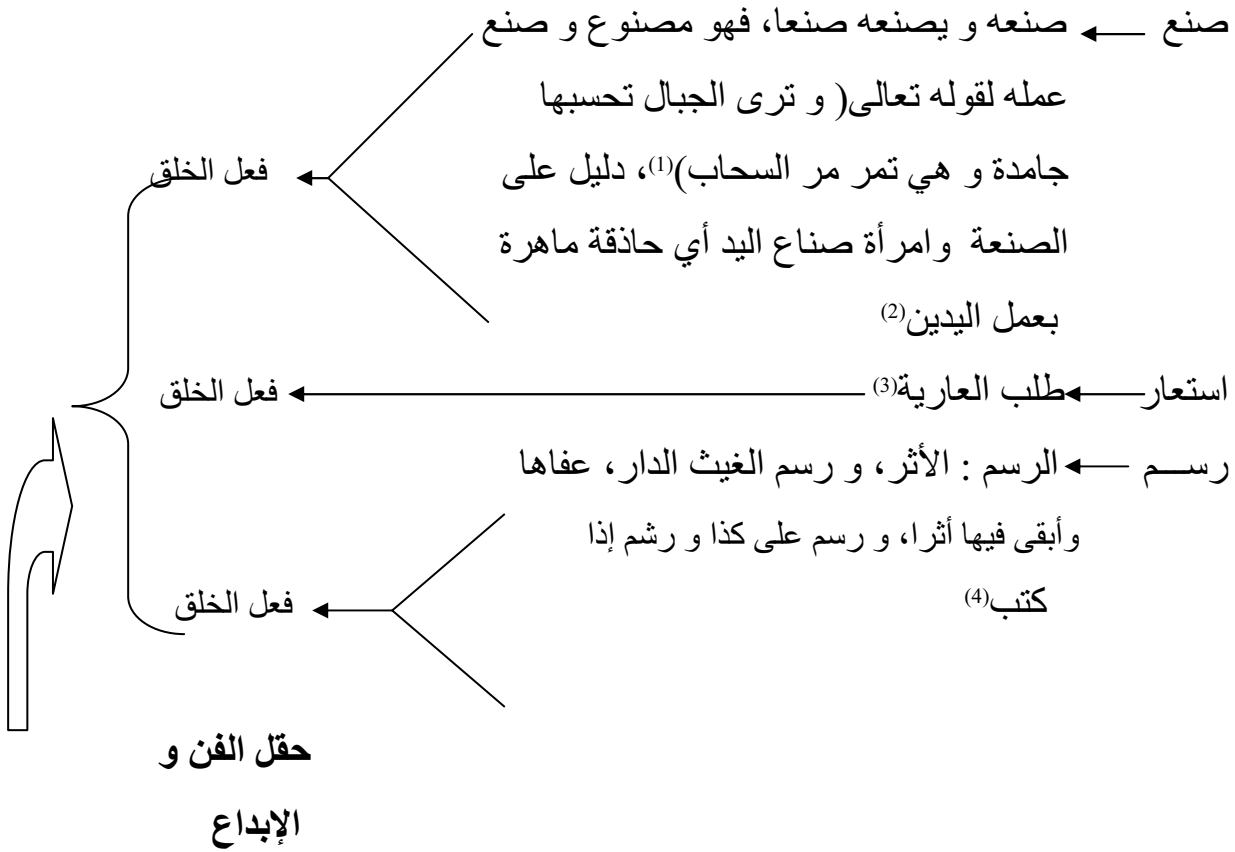 صنع صنعه و يصنعه صنعا، فهو مصنوع و صنع
عمله لقوله تعالى( و ترى الجبال تحسبها
جامدة و هي تمر مر السحاب)(1)، دليل على
الصنعة وامرأة صناع اليد أي حاذقة ماهرة
بعمل اليدين(2)
فعل الخلق
استعار طلب العارية(3) فعل الخلق
رســم الرسم : الأثر، و رسم الغيث الدار، عفاها
وأبقى فيها أثرا، و رسم على كذا و رشم إذا
كتب(4)
فعل الخلق
حقل الفن و
الإبداع